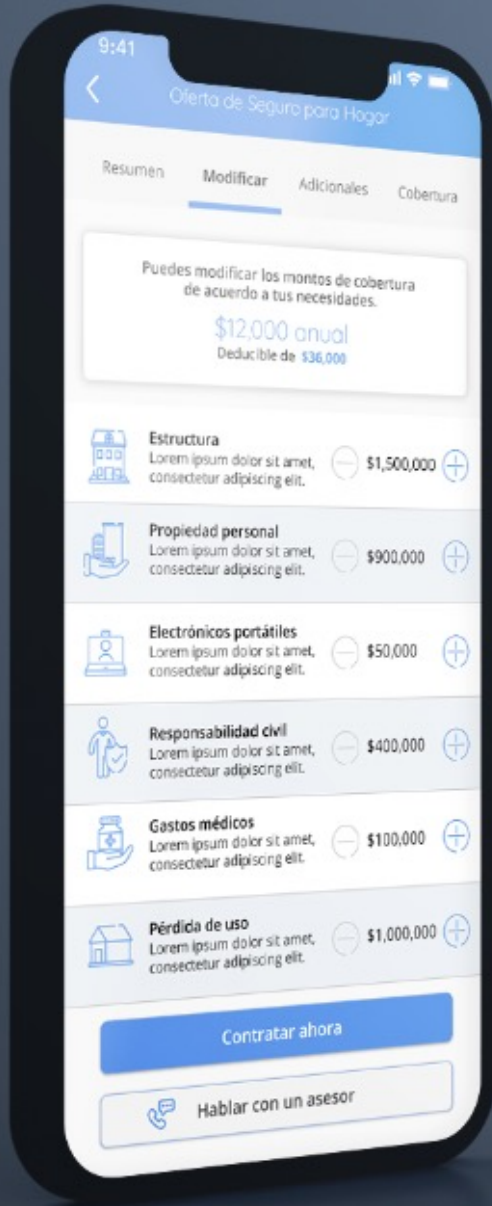 9:41
Oferta de Seguro para Hogar
Resumen Modificar Adicionales Cobertura
Puedes modificar los montos de cobertura
de acuerdo a tus necesidades.
$12,000 anual
Deducible de $36,000
Estructura
Lorem ipsum dolor sit amet,
consectetur adipiscing elit.
$1,500,000
Propiedad personal
Lorem ipsum dolor sit amet,
consectetur adipiscing elit.
$900,000
Electrónicos portátiles
Lorem ipsum dolor sit amet,
consectetur adipiscing elit.
$50,000
Responsabilidad civil
Lorem ipsum dolor sit amet,
consectetur adipiscing elit.
$400,000
Gastos médicos
Lorem ipsum dolor sit amet,
consectetur adipiscing elit.
$100,000
Pérdida de uso
Lorem ipsum dolor sit amet,
consectetur adipiscing elit.
$1,000,000
Contratar ahora
Hablar con un asesor